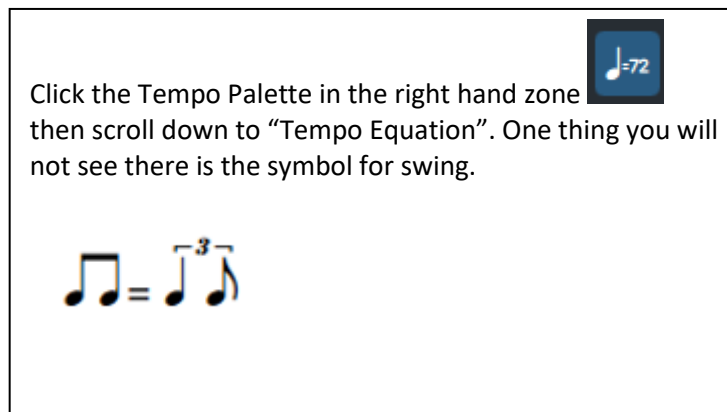 ♩=72
Click the Tempo Palette in the right hand zone
then scroll down to “Tempo Equation”. One thing you will
not see there is the symbol for swing.
3
♫=♩♪